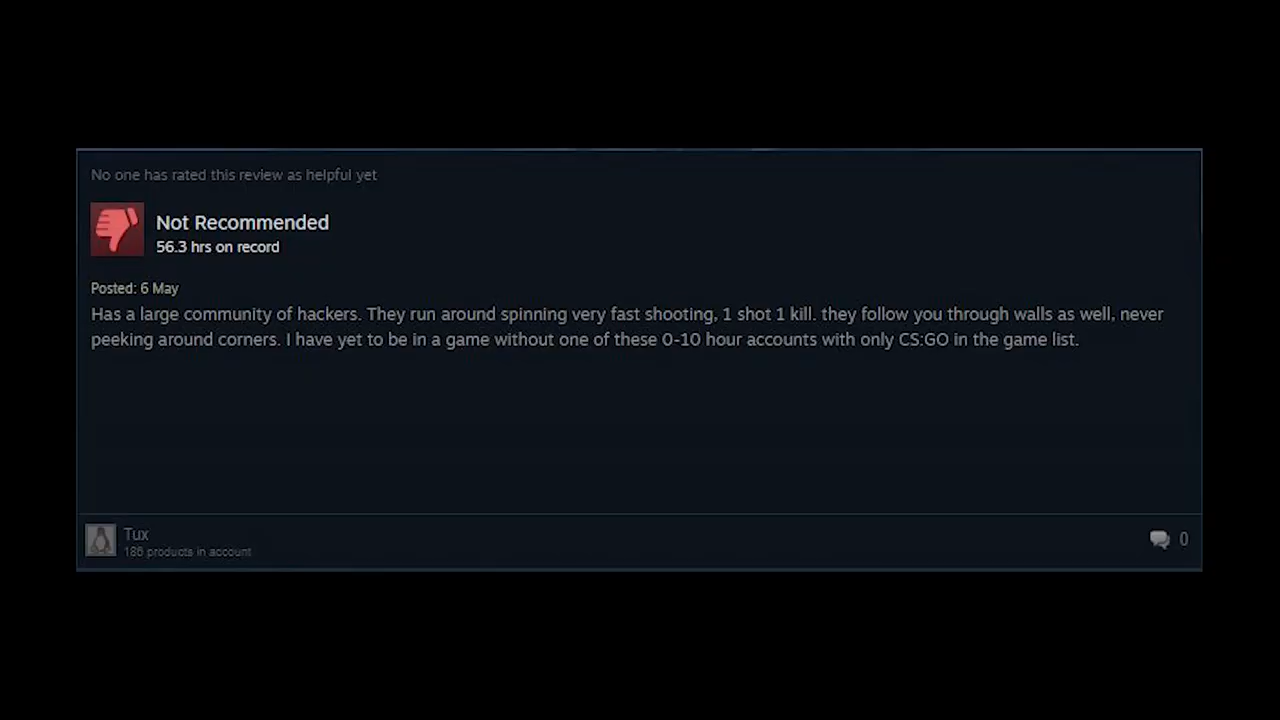 No one has rated this review as helpful yet
Not Recommended
56.3 hrs on record
Posted: 6 May
Has a large community of hackers. They run around spinning very fast shooting, 1 shot 1 kill. they follow you through walls as well, never
peeking around corners. I have yet to be in a game without one of these 0-10 hour accounts with only CS:GO in the game list.
Tux
186 products in account
0